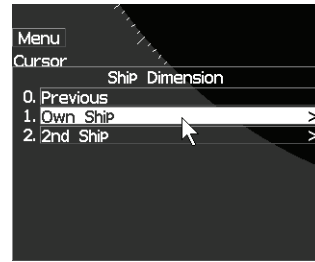 Menu
Cursor
Ship Dimension
0. Previous
1. Own Ship >
2. 2nd Ship >